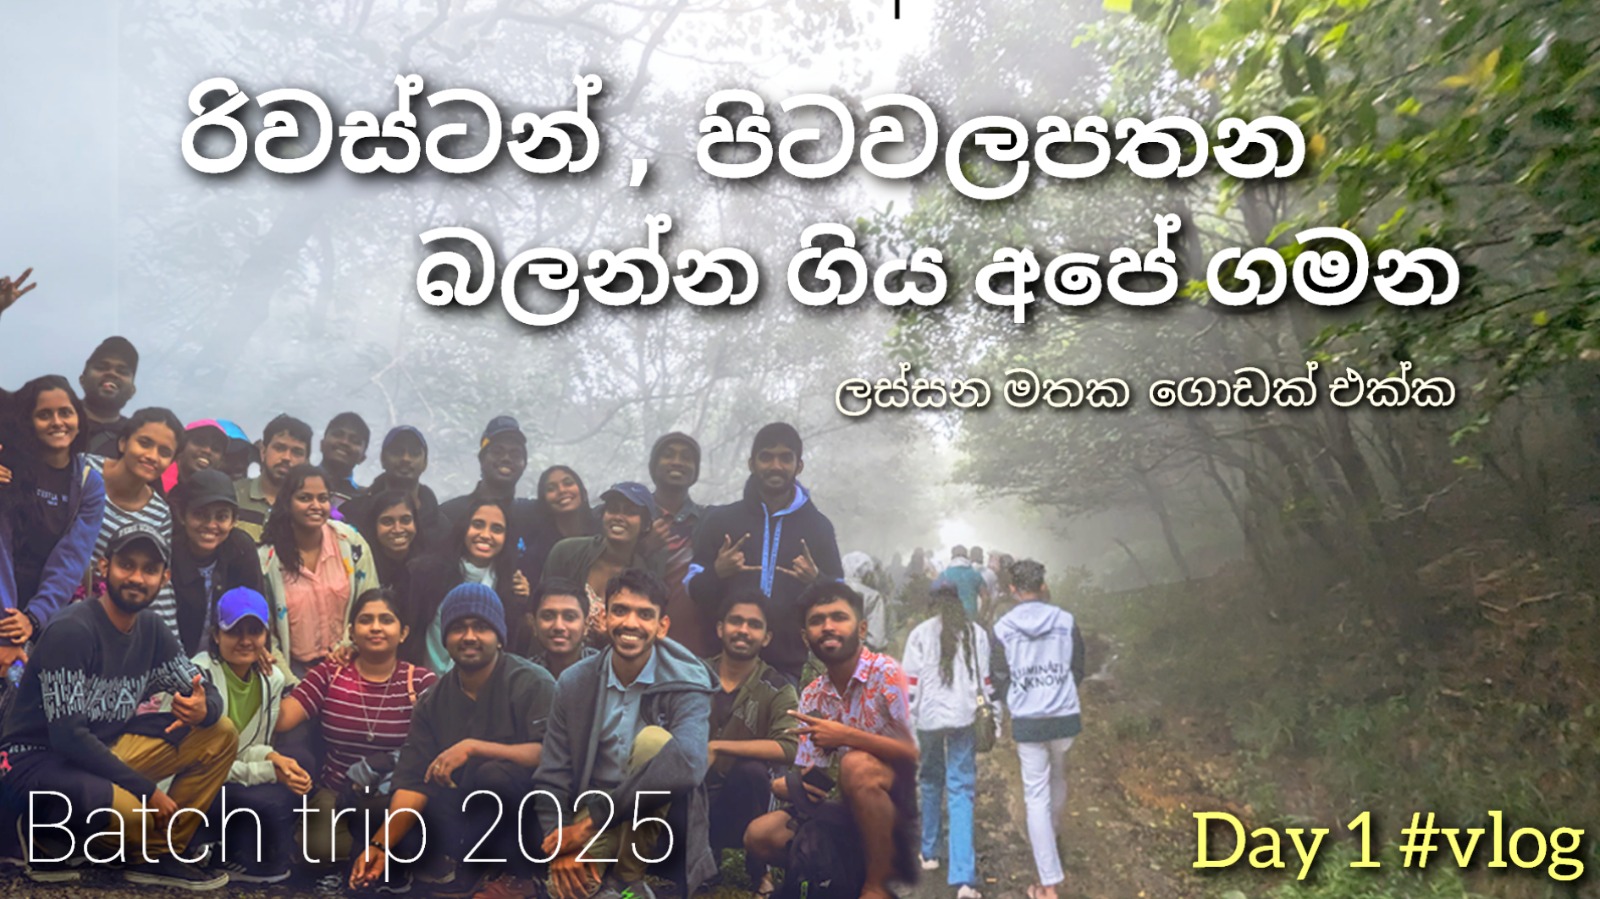 රිවස්ටන් , පිටවලපතන
බලන්න ගිය අපේ ගමන
ලස්සන මතක ගොඩක් එක්ක
Batch trip 2025
Day 1 #vlog